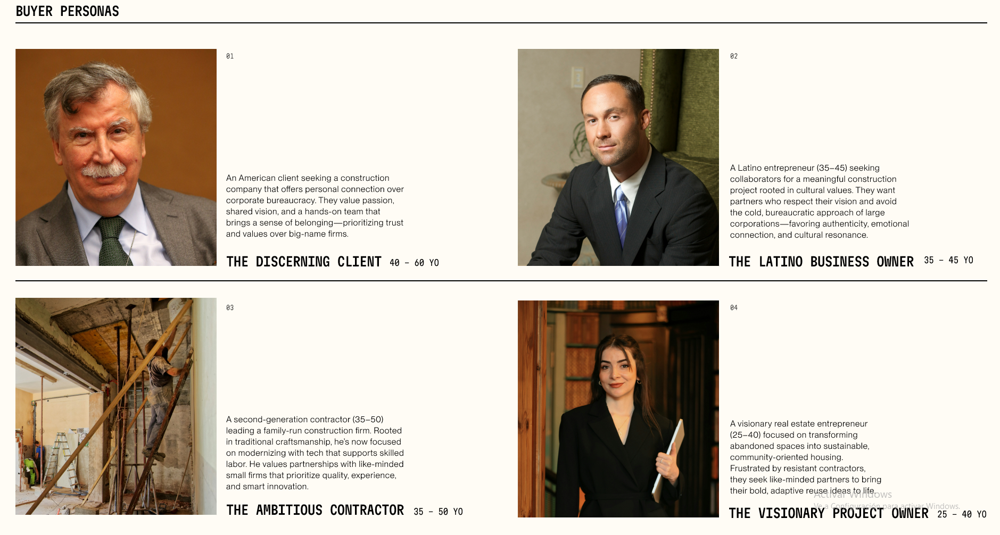 BUYER PERSONAS
01
An American client seeking a construction
company that offers personal connection over
corporate bureaucracy. They value passion,
shared vision, and a hands-on team that
brings a sense of belonging—prioritizing trust
and values over big-name firms.
THE DISCERNING CLIENT 40 – 60 YO
02
A Latino entrepreneur (35–45) seeking
collaborators for a meaningful construction
project rooted in cultural values. They want
partners who respect their vision and avoid
the cold, bureaucratic approach of large
corporations—favoring authenticity, emotional
connection, and cultural resonance.
THE LATINO BUSINESS OWNER 35 – 45 YO
03
A second-generation contractor (35–50)
leading a family-run construction firm. Rooted
in traditional craftsmanship, he's now focused
on modernizing with tech that supports skilled
labor. He values partnerships with like-minded
small firms that prioritize quality, experience,
and smart innovation.
THE AMBITIOUS CONTRACTOR 35 – 50 YO
04
A visionary real estate entrepreneur
(25–40) focused on transforming
abandoned spaces into sustainable,
community-oriented housing.
Frustrated by resistant contractors,
they seek like-minded partners to bring
their bold, adaptive reuse ideas to life.
Activar Windows
Ve a Configuración para activar Windows.
THE VISIONARY PROJECT OWNER 25 – 40 YO